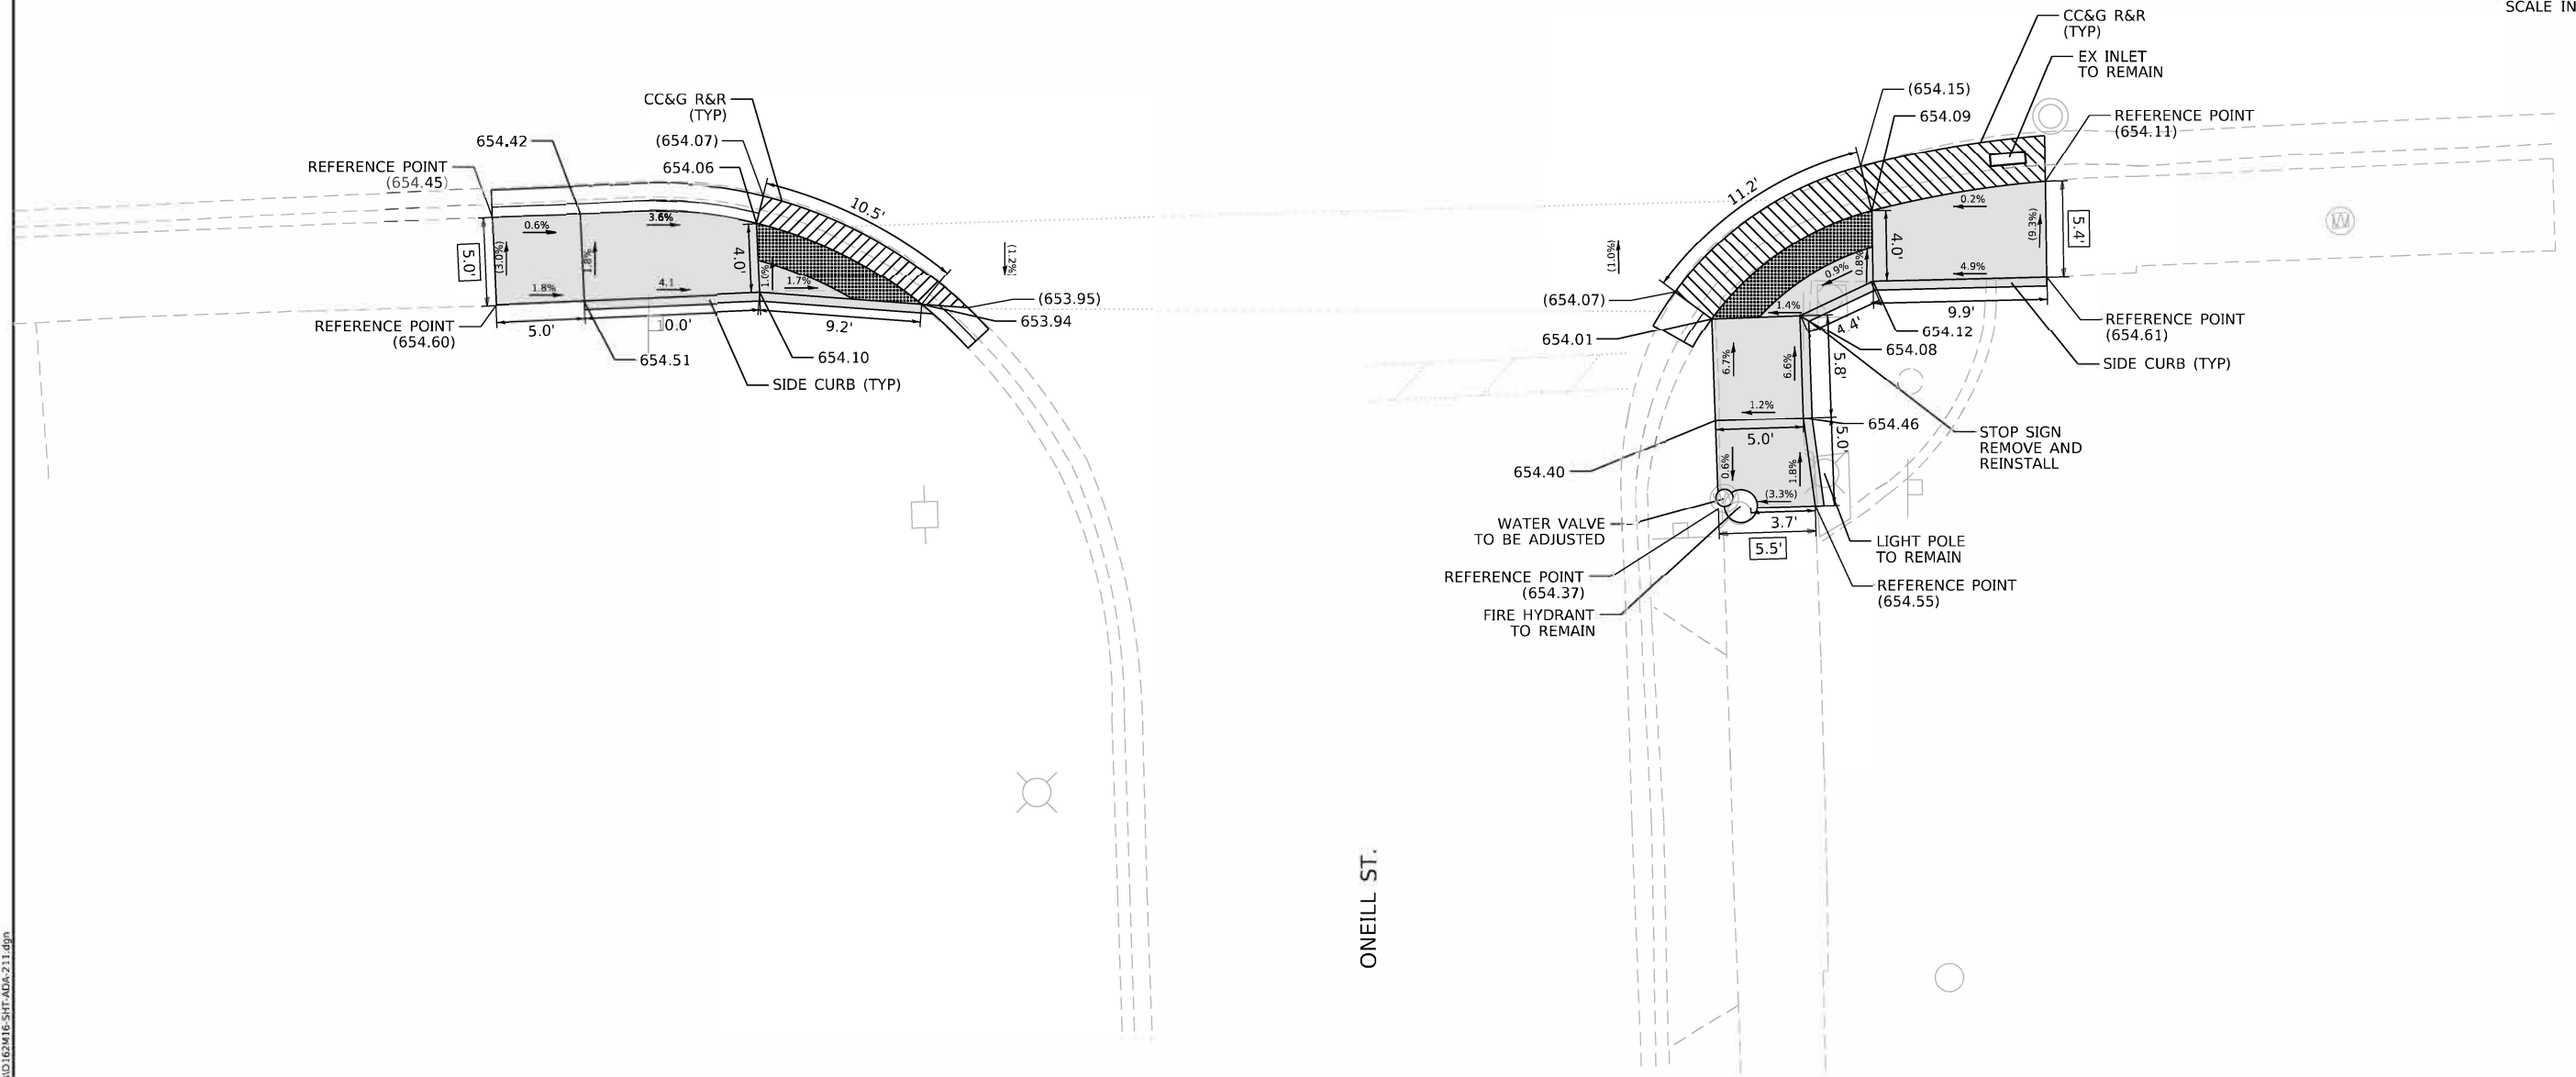 SCALE IN
CC&G R&R
(TYP)
EX INLET
TO REMAIN
(654.15)
654.09
REFERENCE POINT
(654.11)
CC&G R&R
(TYP)
(654.07)
654.06
654.42
REFERENCE POINT
(654.45)
10.5'
0.6%
3.6%
5.0'
(3.0%)
1.8%
4.0'
1.7%
1.8%
4.1
(1.2%)
(653.95)
653.94
REFERENCE POINT
(654.60)
5.0'
0.0'
9.2'
654.51
654.10
SIDE CURB (TYP)
11.2'
0.2%
(9.3%)
5.4'
4.0'
0.8%
0.9%
4.9%
(1.0%)
(654.07)
654.01
1.4%
4.4'
9.9'
654.12
654.08
REFERENCE POINT
(654.61)
SIDE CURB (TYP)
6.7%
6.6%
5.8'
1.2%
5.0'
654.46
5.0'
STOP SIGN
REMOVE AND
REINSTALL
654.40
0.6%
1.8%
(3.3%)
3.7'
5.5'
WATER VALVE
TO BE ADJUSTED
LIGHT POLE
TO REMAIN
REFERENCE POINT
(654.37)
REFERENCE POINT
(654.55)
FIRE HYDRANT
TO REMAIN
W
ONEILL ST.
D162M16-SHT-ADA-211.dgn